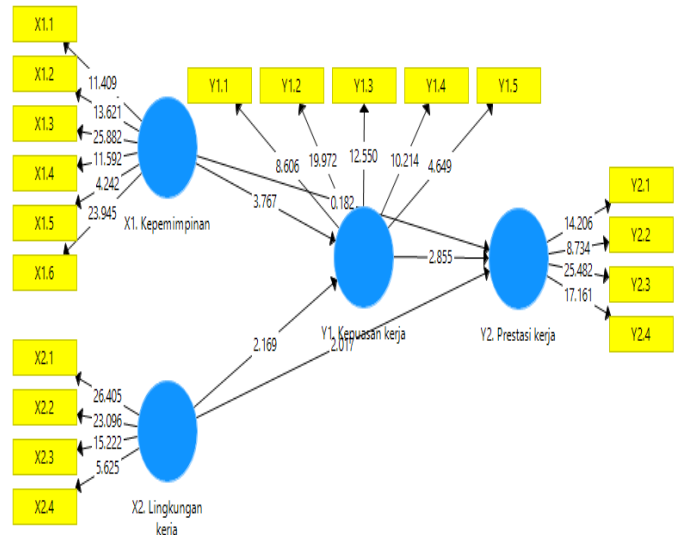 X1.1
X1.2
X1.3
X1.4
X1.5
X1.6
11.409
13.621
25.882
11.592
4.242
23.945
X1. Kepemimpinan
Y1.1
Y1.2
Y1.3
Y1.4
Y1.5
8.606
19.972
12.550
10.214
4.649
3.767
0.182
2.855
2.169
2.017
Y1. Kepuasan kerja
Y2. Prestasi kerja
14.206
8.734
25.482
17.161
Y2.1
Y2.2
Y2.3
Y2.4
X2.1
X2.2
X2.3
X2.4
26.405
23.096
15.222
5.625
X2. Lingkungan
kerja